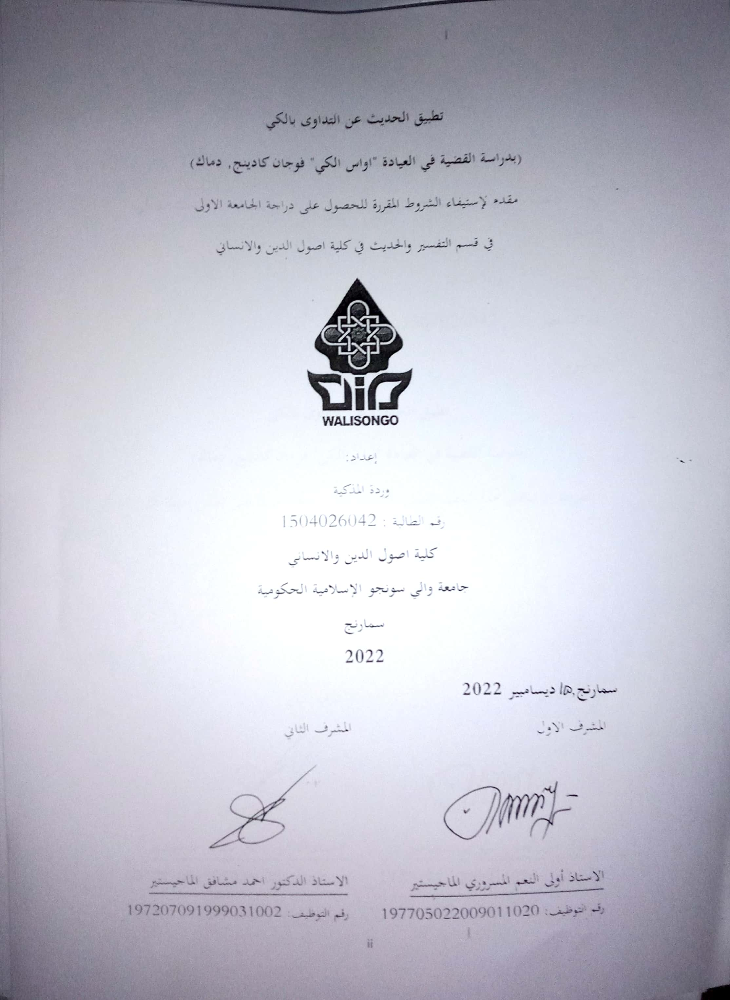 تطبيق الحديث عن التداوى بالكي
(بدراسة القضية في العيادة "اواس الكي" فوجان كادينج, دماك)
مقدم لإستيفاء الشروط المقررة للحصول على دراجة الجامعة الاولى
في قسم التفسير والحديث في كلية اصول الدين والانساني
WALISONGO
إعداد:
وردة المذكية
رقم الطالبة : 1504026042
كلية اصول الدين والانساني
جامعة والي سونجو الإسلامية الحكومية
سمارنج
2022
سمارنج, ديسامبير 2022
المشرف الاول
المشرف الثاني
الاستاذ أولى النعم المسروري الماجيستير
الاستاذ الدكتور احمد مشافق الماجيستير
رقم التوظيف: 197705022009011020
رقم التوظيف: 197207091999031002
ii